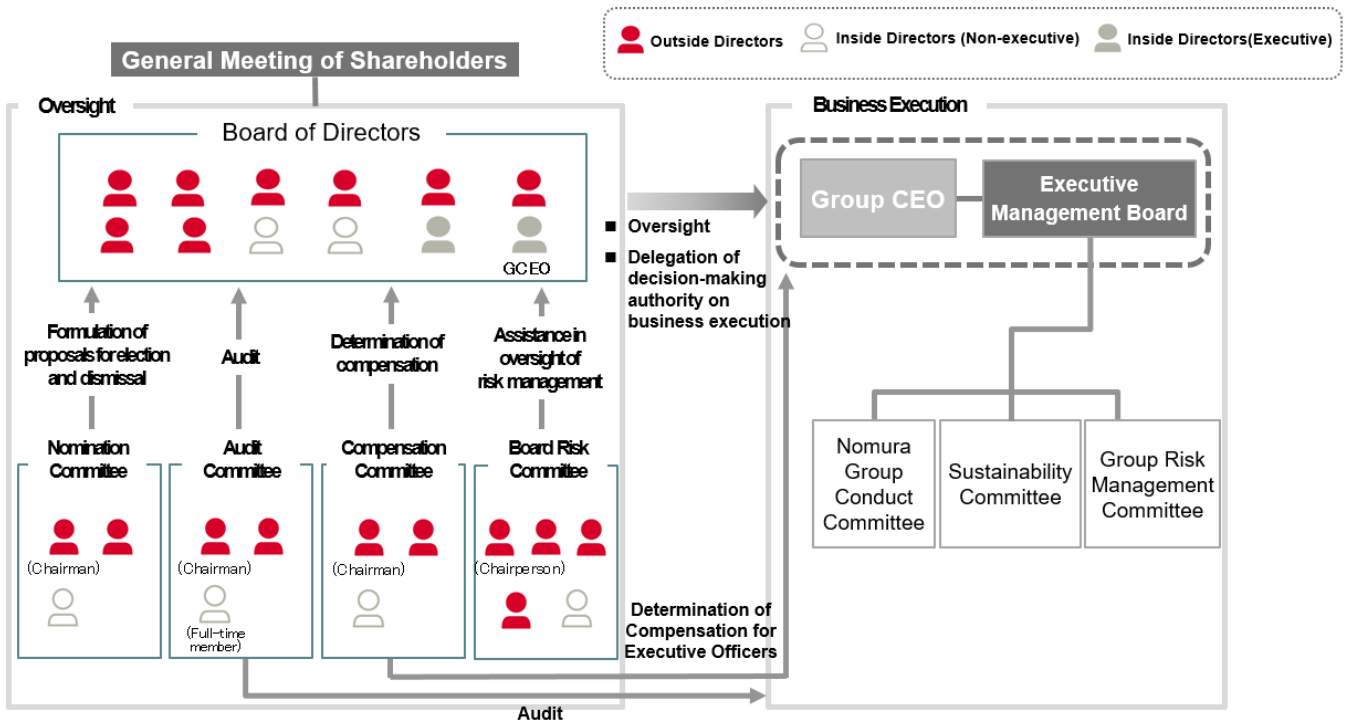 Outside Directors
Inside Directors (Non-executive)
Inside Directors(Executive)
General Meeting of Shareholders
Oversight
Board of Directors
GCEO
Formulation of
proposals for election
and dismissal
Audit
Determination of
compensation
Assistance in
oversight of
risk management
Nomination
Committee
Audit
Committee
Compensation
Committee
Board Risk
Committee
(Chairman)
(Chairman)
(Full-time
member)
(Chairman)
(Chairperson)
■ Oversight
■ Delegation of
decision-making
authority on
business execution
Determination of
Compensation for
Executive Officers
Audit
Business Execution
Group CEO
Executive
Management Board
Nomura
Group
Conduct
Committee
Sustainability
Committee
Group Risk
Management
Committee